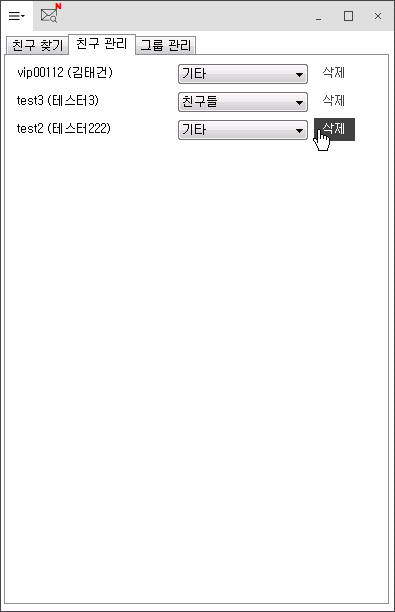 N
친구 찾기 친구 관리 그룹 관리
vip00112 (김태건) 기타 삭제
test3 (테스터3) 친구들 삭제
test2 (테스터222) 기타 삭제